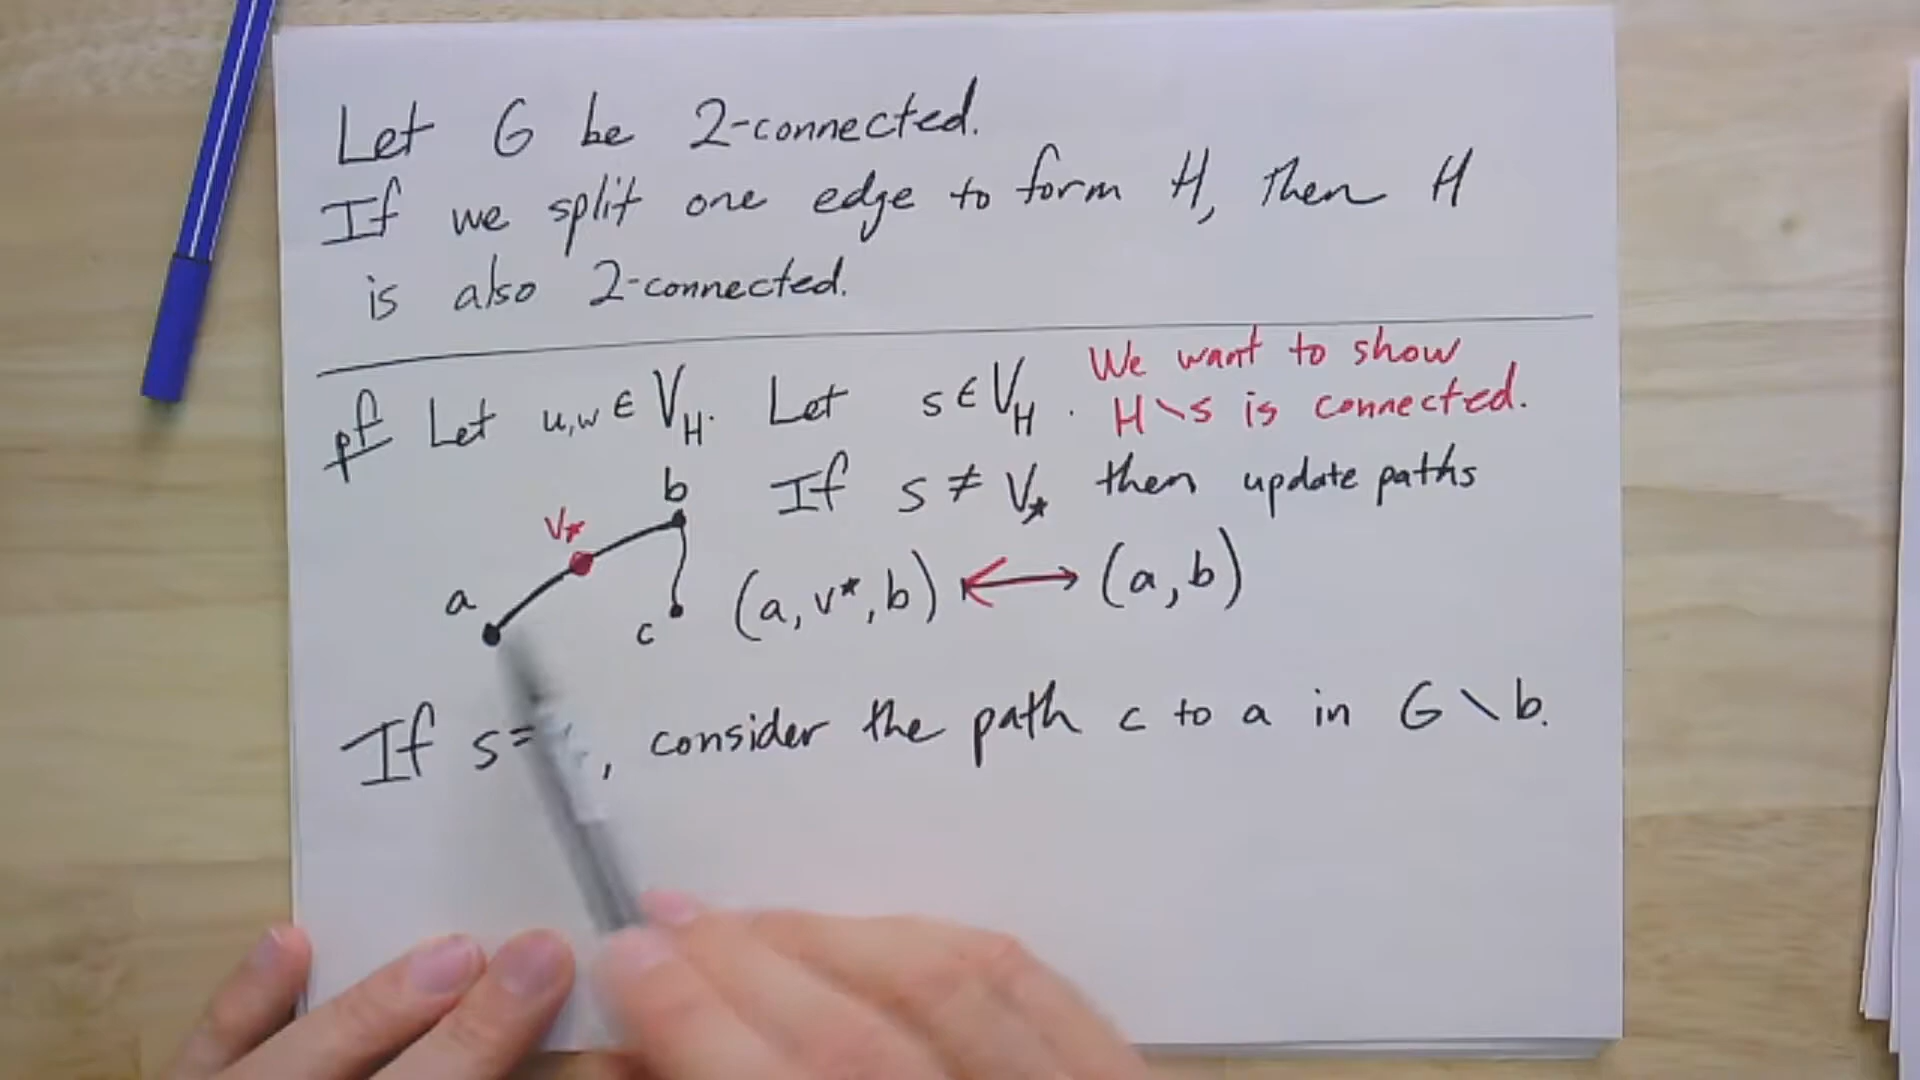 Let G be 2-connected.
If we split one edge to form H, then H
is also 2-connected.
We want to show
pf Let u,w ∈ V_H. Let s ∈ V_H. H∖s is connected.
If s ≠ V⋆ then update paths
b
V⋆
a
c
(a, v*, b) ⟷ (a, b)
If s= , consider the path c to a in G∖b.